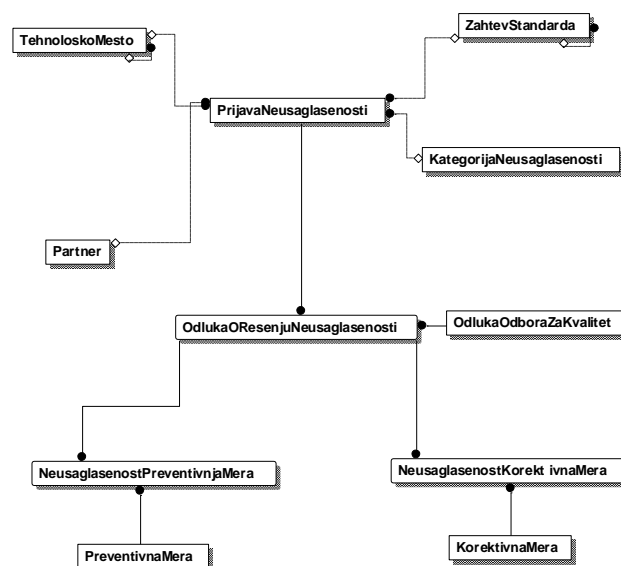 ZahtevStandarda
TehnoloskoMesto
PrijavaNeusaglasenosti
KategorijaNeusaglasenosti
Partner
OdlukaOResenjuNeusaglasenosti
OdlukaOdboraZaKvalitet
NeusaglasenostPreventivnjaMera
NeusaglasenostKorekt ivnaMera
PreventivnaMera
KorektivnaMera